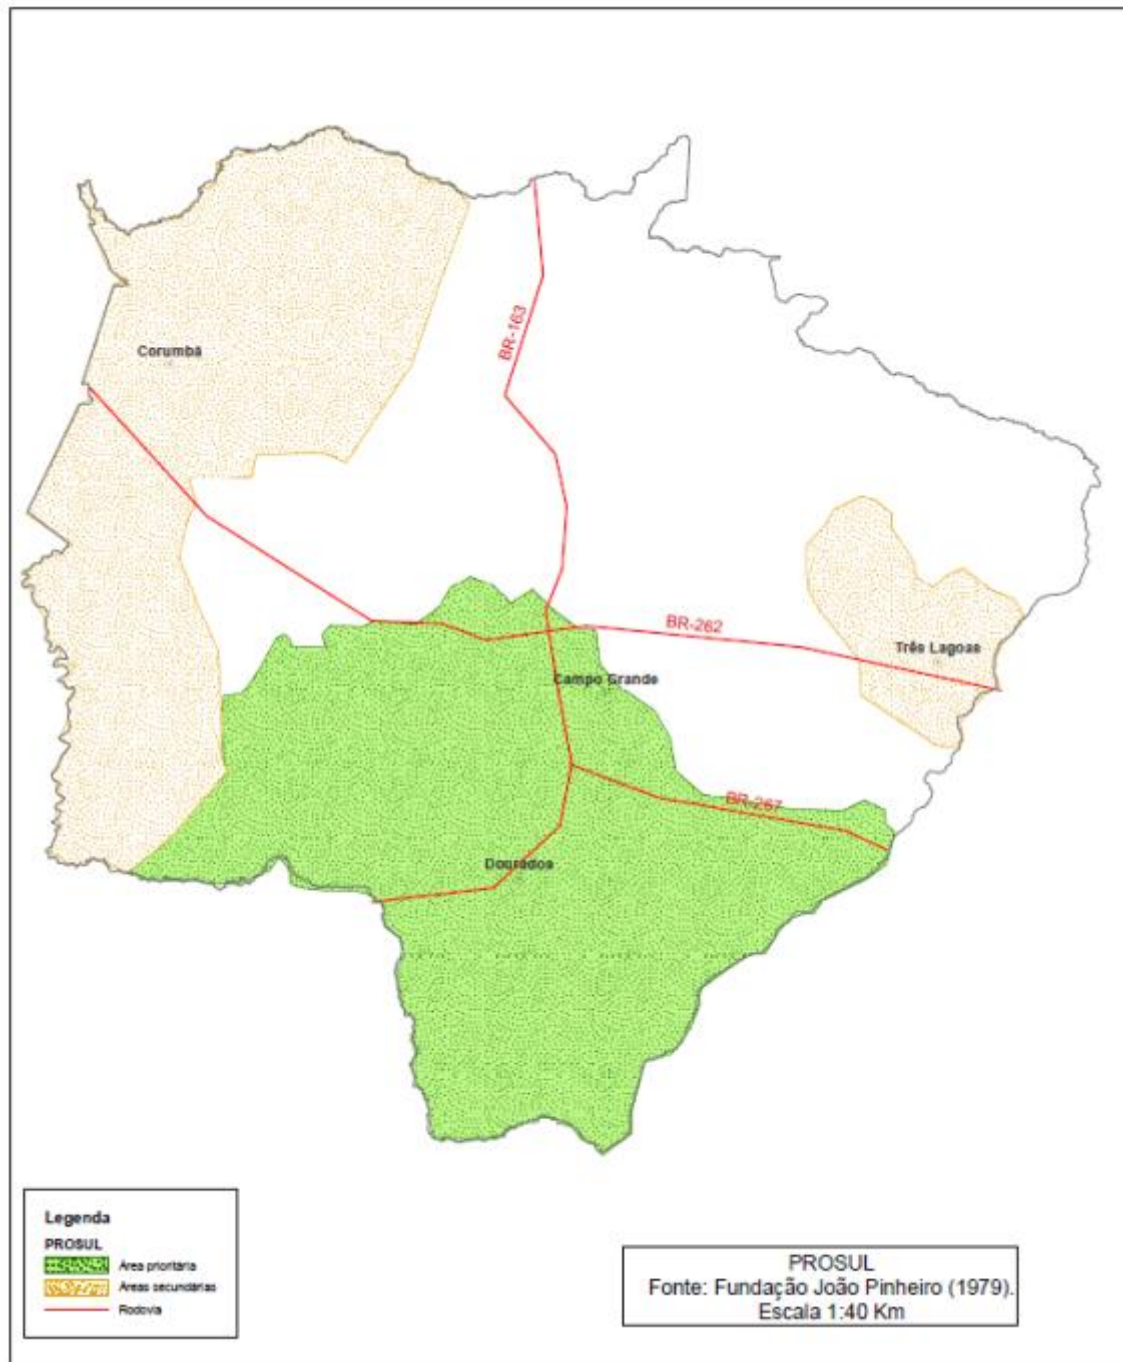 BR-163
Corumbá
BR-262
Três Lagoas
Campo Grande
BR-267
Dourados
Legenda
PROSUL
Área prioritária
Áreas secundárias
Rodovia
PROSUL
Fonte: Fundação João Pinheiro (1979).
Escala 1:40 Km